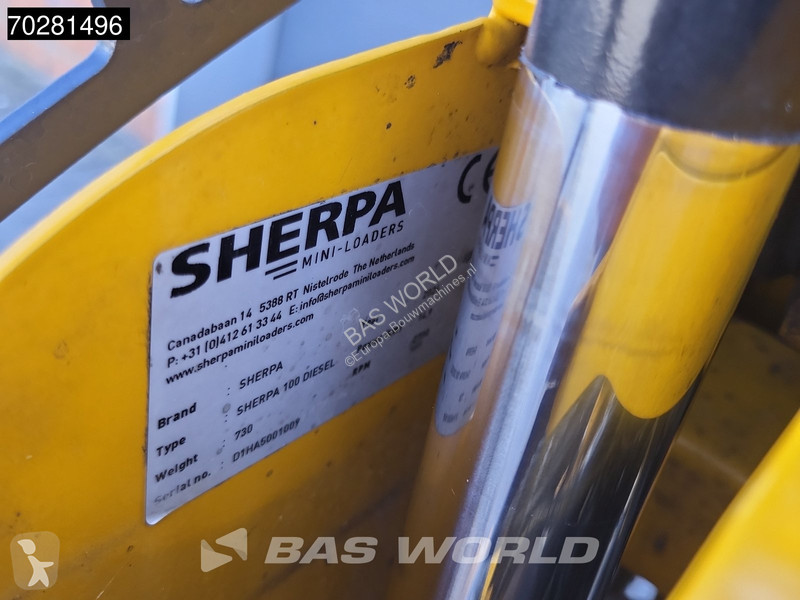 70281496
SHERPA
MINI-LOADERS
CE
Canadabaan 14 5388 RT Nistelrode The Netherlands
P: +31 (0)412 61 33 44 E: info@sherpaminiloaders.com
www.sherpaminiloaders.com
Brand : SHERPA
Type : SHERPA 100 DIESEL
Weight : 730
RPM
Serial no. : D1HA5001009
BAS WORLD
©Europa-Bouwmachines.nl
BAS WORLD